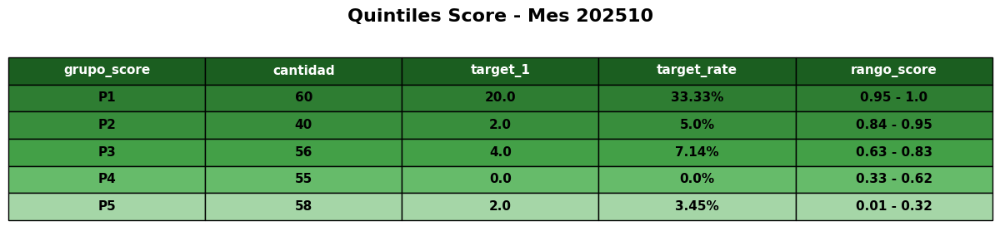 Quintiles Score - Mes 202510
grupo_score cantidad target_1 target_rate rango_score
P1 60 20.0 33.33% 0.95 - 1.0
P2 40 2.0 5.0% 0.84 - 0.95
P3 56 4.0 7.14% 0.63 - 0.83
P4 55 0.0 0.0% 0.33 - 0.62
P5 58 2.0 3.45% 0.01 - 0.32